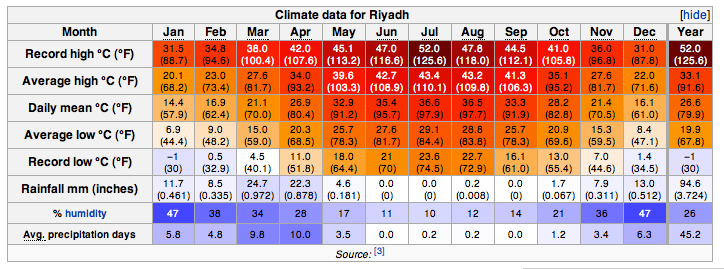 Climate data for Riyadh [hide]
Month Jan Feb Mar Apr May Jun Jul Aug Sep Oct Nov Dec Year
Record high °C (°F) 31.5 34.8 38.0 42.0 45.1 47.0 52.0 47.8 44.5 41.0 36.0 31.0 52.0
(88.7) (94.6) (100.4) (107.6) (113.2) (116.6) (125.6) (118.0) (112.1) (105.8) (96.8) (87.8) (125.6)
Average high °C (°F) 20.1 23.0 27.6 34.0 39.6 42.7 43.4 43.2 41.3 35.1 27.6 22.0 33.1
(68.2) (73.4) (81.7) (93.2) (103.3) (108.9) (110.1) (109.8) (106.3) (95.2) (81.7) (71.6) (91.6)
Daily mean °C (°F) 14.4 16.9 21.1 26.9 32.9 35.4 36.6 36.5 33.3 28.2 21.4 16.1 26.6
(57.9) (62.4) (70.0) (80.4) (91.2) (95.7) (97.9) (97.7) (91.9) (82.8) (70.5) (61.0) (79.9)
Average low °C (°F) 6.9 9.0 15.0 20.3 25.7 27.6 29.1 28.8 25.7 20.9 15.3 8.4 19.9
(44.4) (48.2) (59.0) (68.5) (78.3) (81.7) (84.4) (83.8) (78.3) (69.6) (59.5) (47.1) (67.8)
Record low °C (°F) −1 0.5 4.5 11.0 18.0 21 23.6 22.7 16.1 13.0 7.0 1.4 −1
(30) (32.9) (40.1) (51.8) (64.4) (70) (74.5) (72.9) (61.0) (55.4) (44.6) (34.5) (30)
Rainfall mm (inches) 11.7 8.5 24.7 22.3 4.6 0.0 0.0 0.2 0.0 1.7 7.9 13.0 94.6
(0.461) (0.335) (0.972) (0.878) (0.181) (0) (0) (0.008) (0) (0.067) (0.311) (0.512) (3.724)
% humidity 47 38 34 28 17 11 10 12 14 21 36 47 26
Avg. precipitation days 5.8 4.8 9.8 10.0 3.5 0.0 0.2 0.2 0.0 1.2 3.4 6.3 45.2
Source: [3]